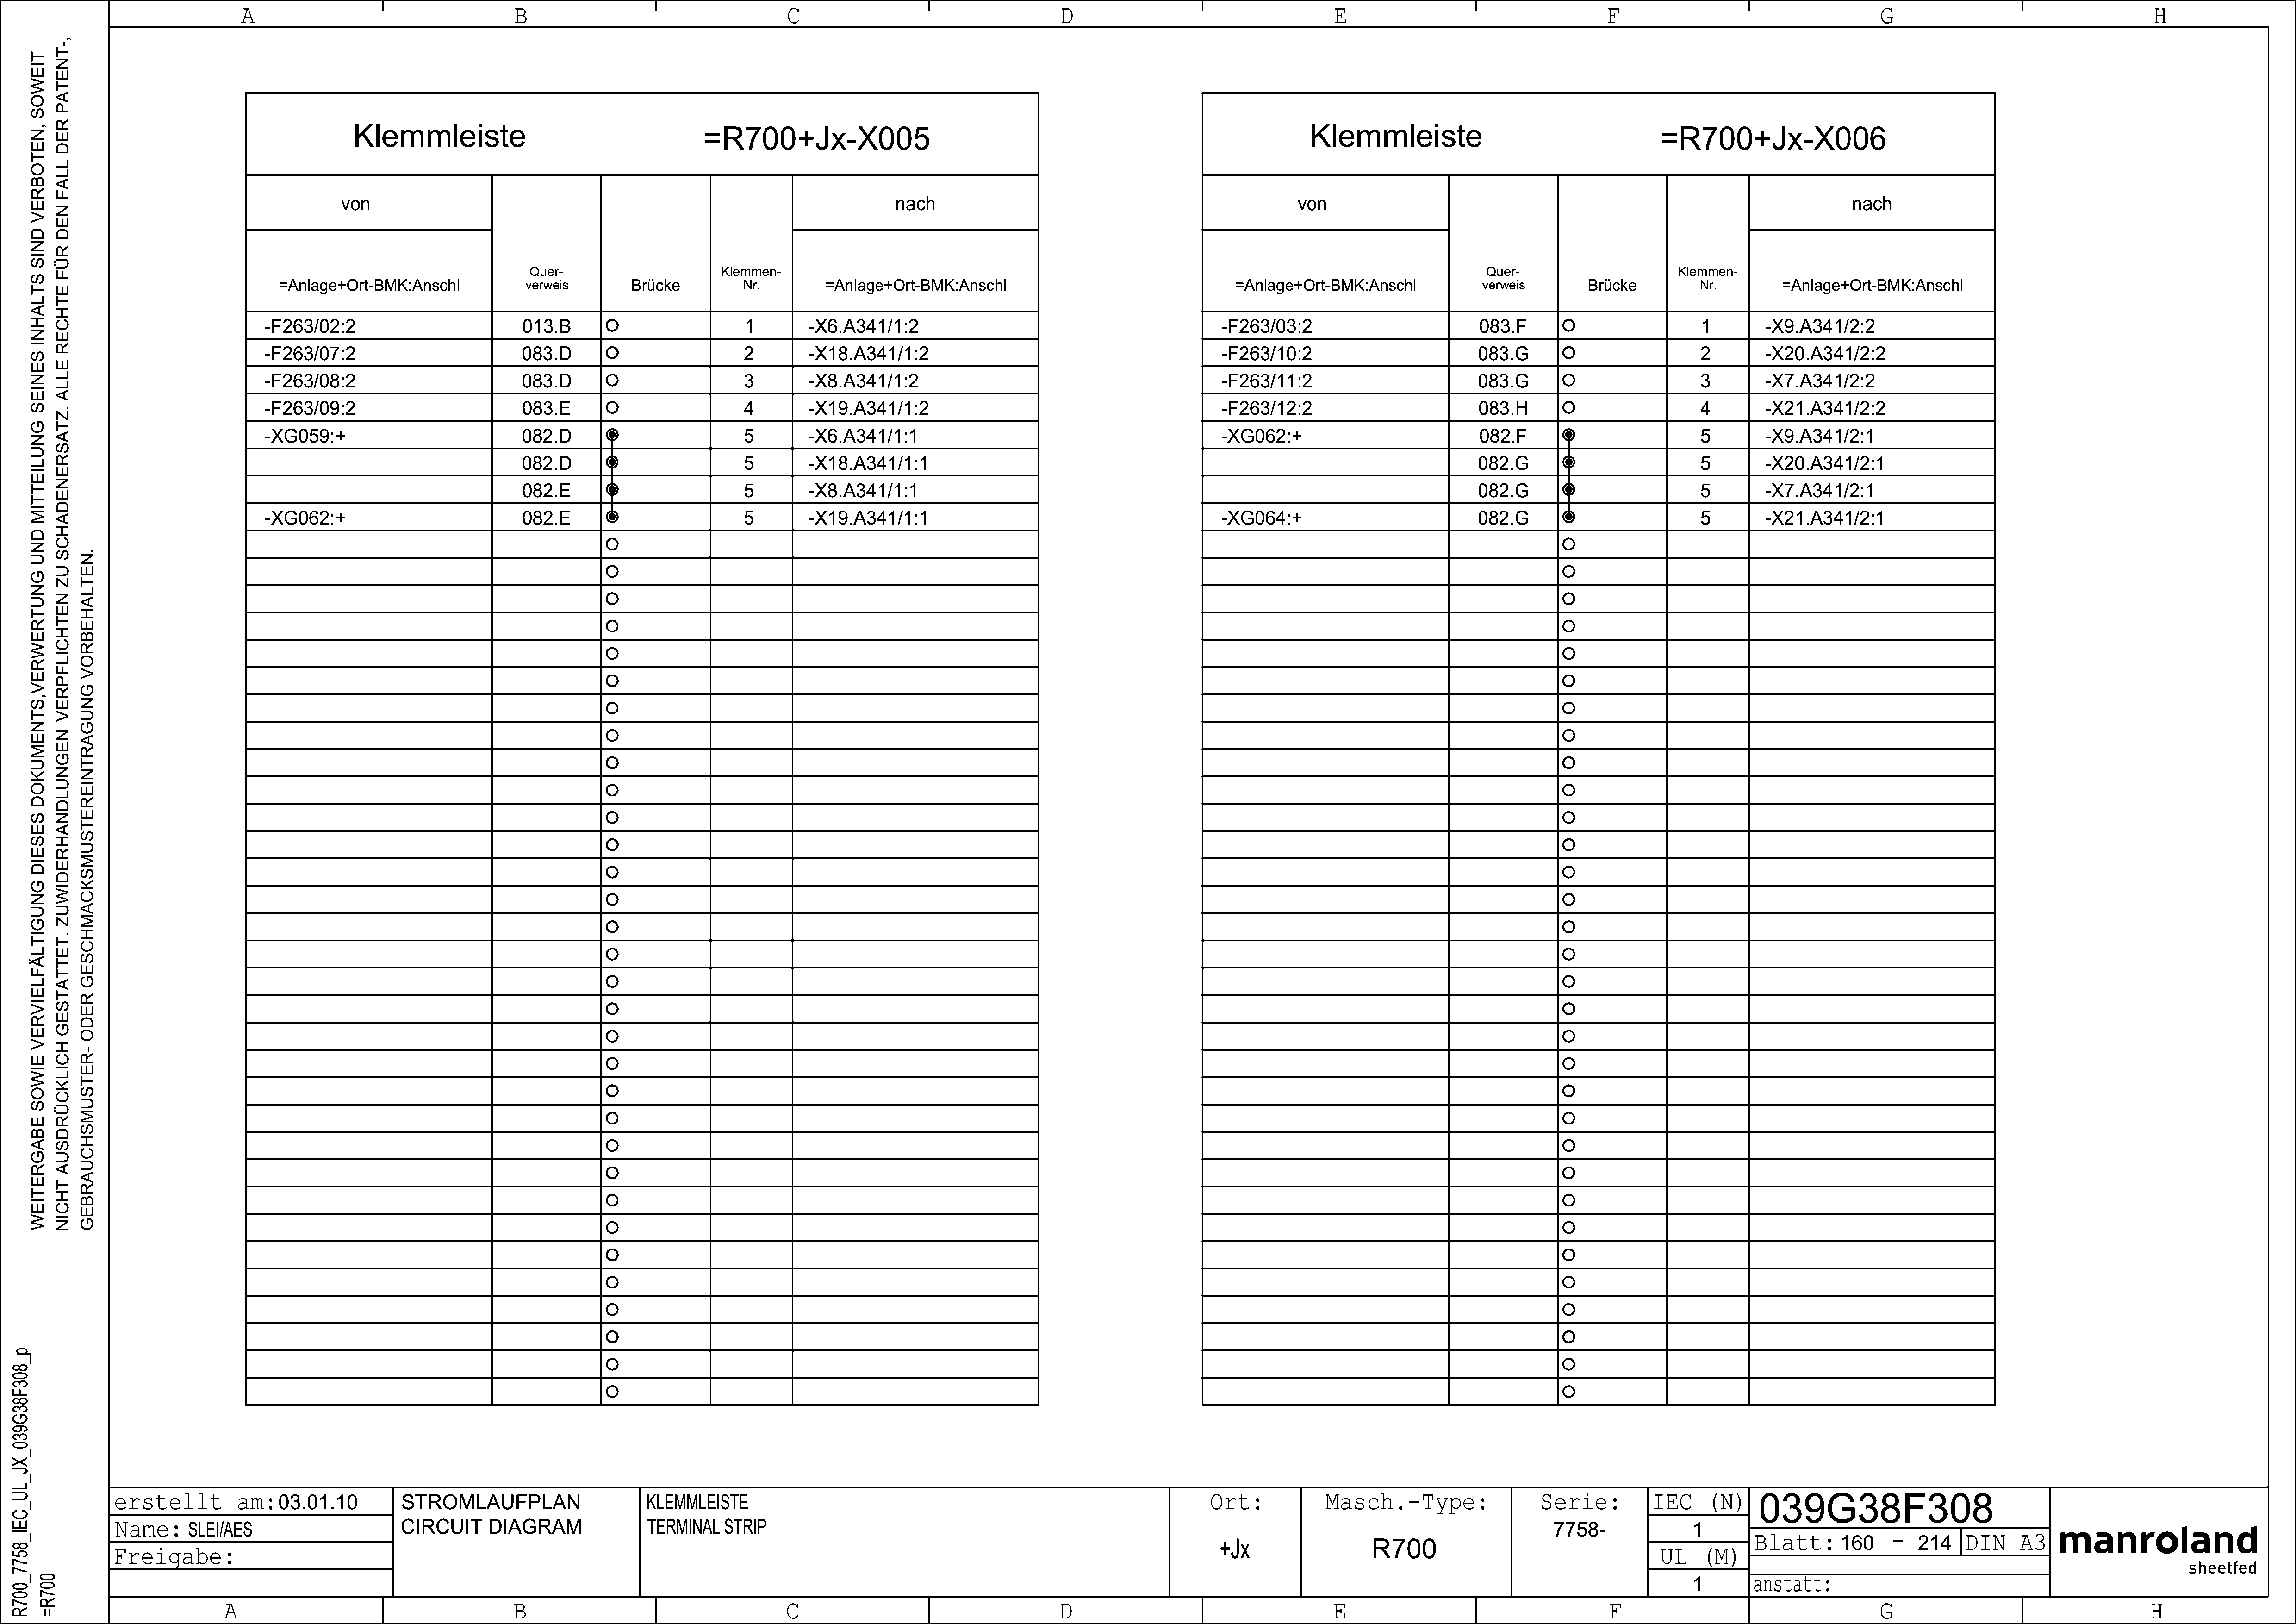 A B C D E F G H
WEITERGABE SOWIE VERVIELFÄLTIGUNG DIESES DOKUMENTS,VERWERTUNG UND MITTEILUNG SEINES INHALTS SIND VERBOTEN, SOWEIT
NICHT AUSDRÜCKLICH GESTATTET. ZUWIDERHANDLUNGEN VERPFLICHTEN ZU SCHADENERSATZ. ALLE RECHTE FÜR DEN FALL DER PATENT-,
GEBRAUCHSMUSTER- ODER GESCHMACKSMUSTEREINTRAGUNG VORBEHALTEN.
R700_7758_IEC_UL_JX_039G38F308_p
=R700
Klemmleiste =R700+Jx-X005
von nach
=Anlage+Ort-BMK:Anschl Quer-verweis Brücke Klemmen-Nr. =Anlage+Ort-BMK:Anschl
-F263/02:2 013.B 1 -X6.A341/1:2
-F263/07:2 083.D 2 -X18.A341/1:2
-F263/08:2 083.D 3 -X8.A341/1:2
-F263/09:2 083.E 4 -X19.A341/1:2
-XG059:+ 082.D 5 -X6.A341/1:1
082.D 5 -X18.A341/1:1
082.E 5 -X8.A341/1:1
-XG062:+ 082.E 5 -X19.A341/1:1
Klemmleiste =R700+Jx-X006
von nach
=Anlage+Ort-BMK:Anschl Quer-verweis Brücke Klemmen-Nr. =Anlage+Ort-BMK:Anschl
-F263/03:2 083.F 1 -X9.A341/2:2
-F263/10:2 083.G 2 -X20.A341/2:2
-F263/11:2 083.G 3 -X7.A341/2:2
-F263/12:2 083.H 4 -X21.A341/2:2
-XG062:+ 082.F 5 -X9.A341/2:1
082.G 5 -X20.A341/2:1
082.G 5 -X7.A341/2:1
-XG064:+ 082.G 5 -X21.A341/2:1
erstellt am: 03.01.10
Name: SLEI/AES
Freigabe:
STROMLAUFPLAN
CIRCUIT DIAGRAM
KLEMMLEISTE
TERMINAL STRIP
Ort:
+Jx
Masch.-Type:
R700
Serie:
7758-
IEC (N)
1
UL (M)
1
039G38F308
Blatt: 160 - 214 DIN A3
anstatt:
manroland
sheetfed
A B C D E F G H